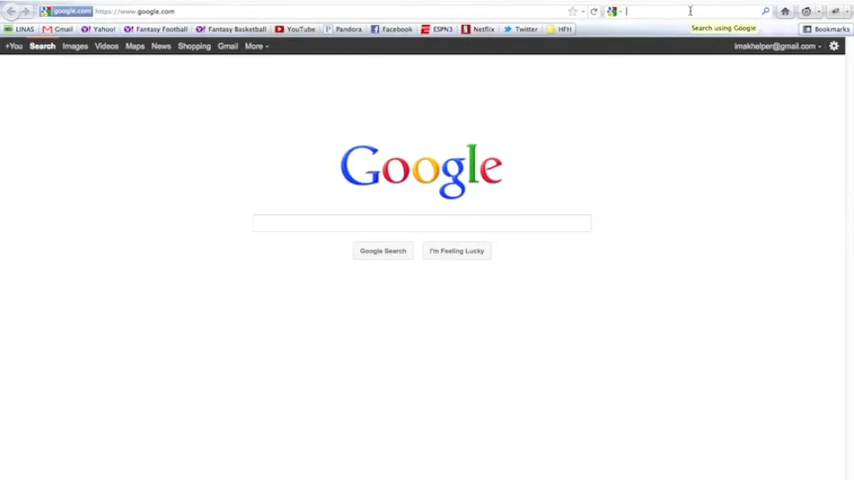 google.com https://www.google.com
Search using Google
LINAS Gmail Yahoo! Fantasy Football Fantasy Basketball YouTube Pandora Facebook ESPN3 Netflix Twitter HFH Bookmarks
+You Search Images Videos Maps News Shopping Gmail More imakhelper@gmail.com
Google
Google Search I'm Feeling Lucky